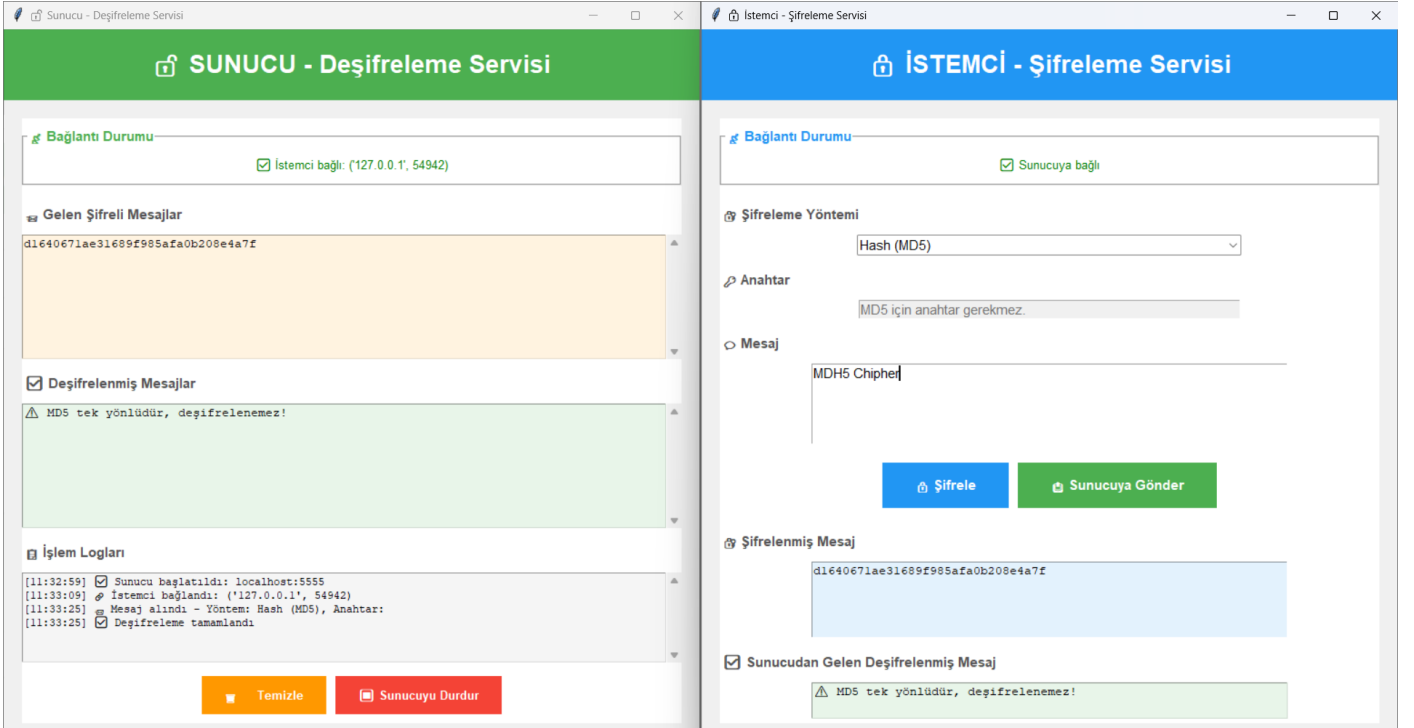 Sunucu - Deşifreleme Servisi
SUNUCU - Deşifreleme Servisi
Bağlantı Durumu
İstemci bağlı: ('127.0.0.1', 54942)
Gelen Şifreli Mesajlar
d1640671ae31689f985afa0b208e4a7f
Deşifrelenmiş Mesajlar
⚠ MD5 tek yönlüdür, deşifrelenemez!
İşlem Logları
[11:32:59] ☑ Sunucu başlatıldı: localhost:5555
[11:33:09] İstemci bağlandı: ('127.0.0.1', 54942)
[11:33:25] Mesaj alındı - Yöntem: Hash (MD5), Anahtar:
[11:33:25] ☑ Deşifreleme tamamlandı
Temizle
Sunucuyu Durdur
İstemci - Şifreleme Servisi
İSTEMCİ - Şifreleme Servisi
Bağlantı Durumu
Sunucuya bağlı
Şifreleme Yöntemi
Hash (MD5)
Anahtar
MD5 için anahtar gerekmez.
Mesaj
MDH5 Chipher
Şifrele
Sunucuya Gönder
Şifrelenmiş Mesaj
d1640671ae31689f985afa0b208e4a7f
Sunucudan Gelen Deşifrelenmiş Mesaj
⚠ MD5 tek yönlüdür, deşifrelenemez!